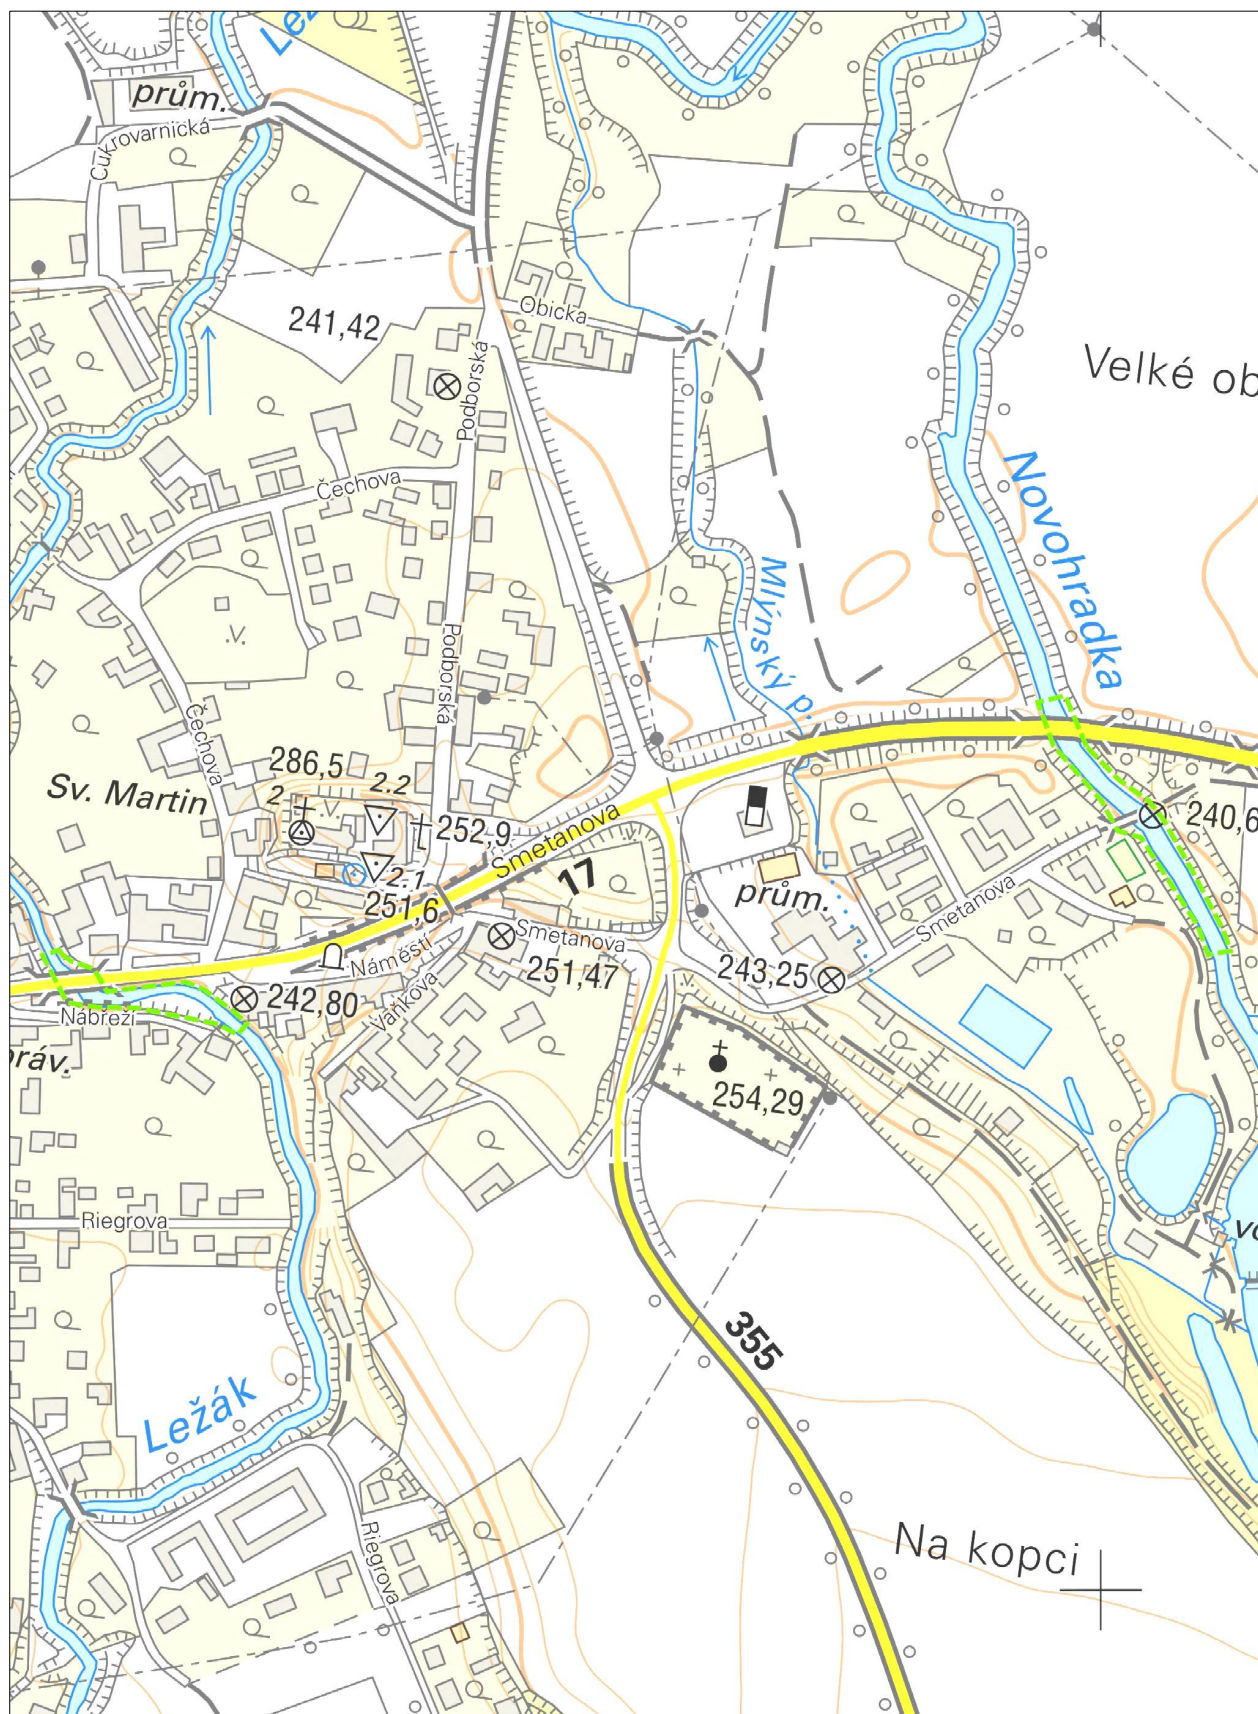 Lež
prům.
Cukrovarnická
Obicka
241,42
Velké ob
Podborská
Čechova
Novohradka
Mlýnský p.
Podborská
Čechova
286,5
2
2.2
Sv. Martin
252,9
Smetanova
240,6
17
2.1
251,6
prům.
Smetanova
Smetanova
Náměstí
251,47
243,25
242,80
Vaňkova
Nábřeží
práv.
254,29
Riegrova
vo
355
Ležák
Riegrova
Na kopci